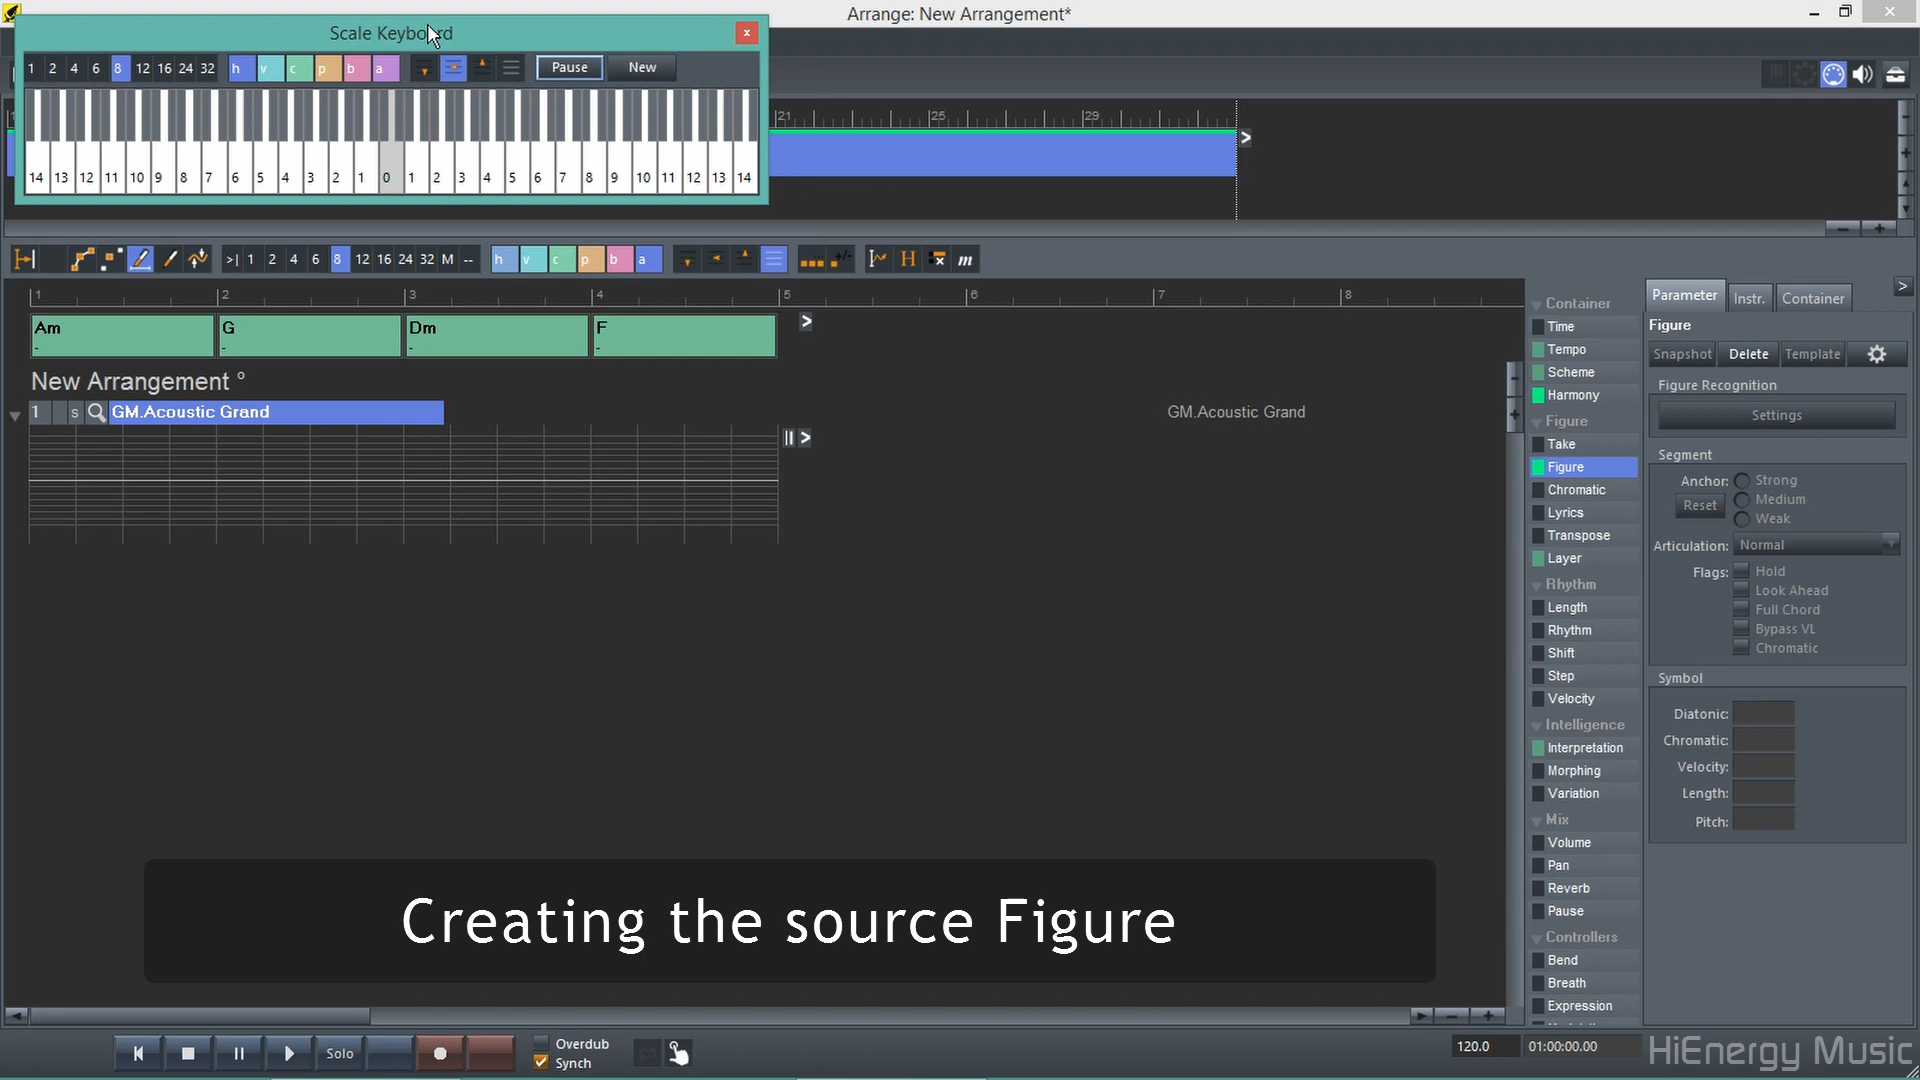 Arrange: New Arrangement*
Scale Keyboard
x
1 2 4 6 8 12 16 24 32 h v c p b a Pause New
14 13 12 11 10 9 8 7 6 5 4 3 2 1 0 1 2 3 4 5 6 7 8 9 10 11 12 13 14
21 25 29
>
>| 1 2 4 6 8 12 16 24 32 M -- h v c p b a H m
1 2 3 4 5 6 7 8
Am G Dm F >
- - - -
New Arrangement °
1 s GM.Acoustic Grand GM.Acoustic Grand
>
Container
Time
Tempo
Scheme
Harmony
Figure
Take
Figure
Chromatic
Lyrics
Transpose
Layer
Rhythm
Length
Rhythm
Shift
Step
Velocity
Intelligence
Interpretation
Morphing
Variation
Mix
Volume
Pan
Reverb
Pause
Controllers
Bend
Breath
Expression
Parameter Instr. Container >
Figure
Snapshot Delete Template
Figure Recognition
Settings
Segment
Anchor: Strong
Reset Medium
Weak
Articulation: Normal
Flags: Hold
Look Ahead
Full Chord
Bypass VL
Chromatic
Symbol
Diatonic:
Chromatic:
Velocity:
Length:
Pitch:
Creating the source Figure
Solo
Overdub
Synch
120.0 01:00:00.00
HiEnergy Music